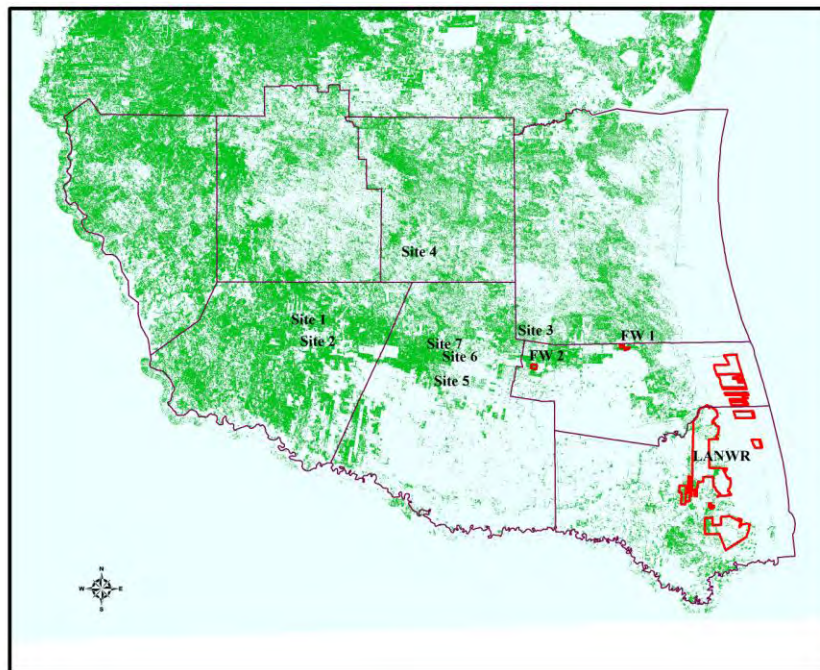 Site 4
Site 1
Site 3
FW 1
Site 2
Site 7
Site 6
FW 2
Site 5
LANWR
N
W
E
S